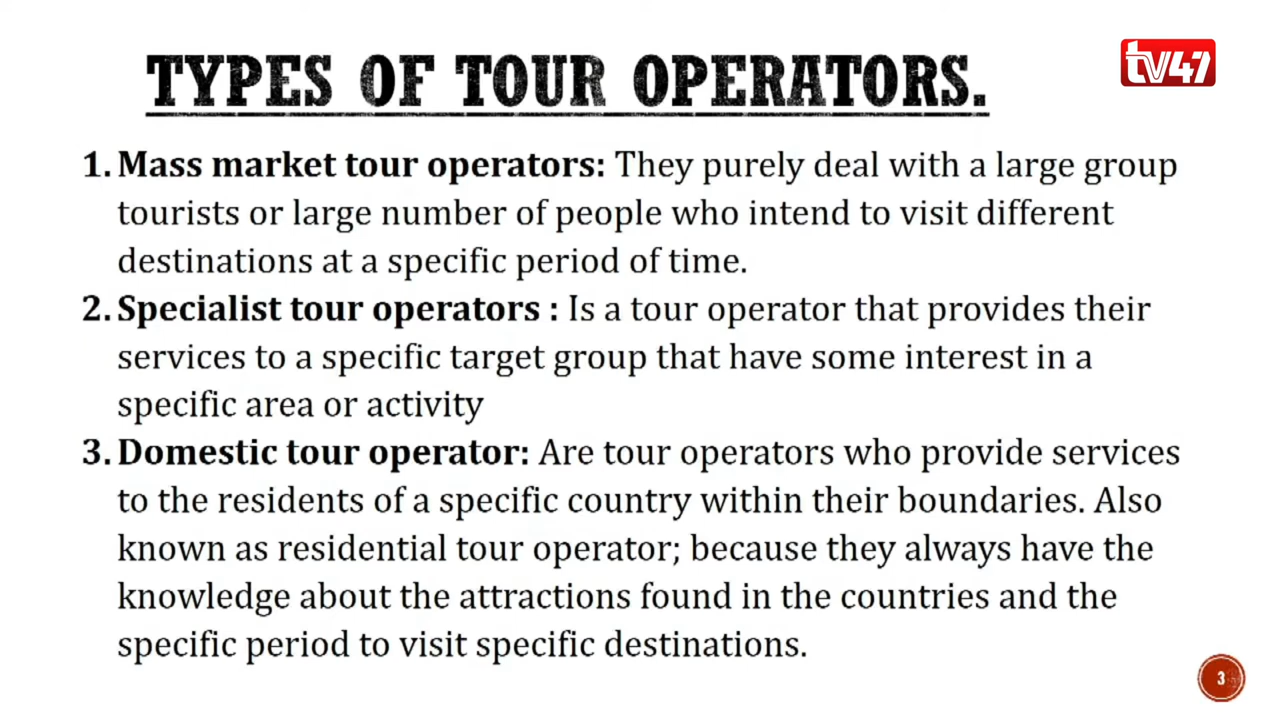 TYPES OF TOUR OPERATORS.
tv47
1. Mass market tour operators: They purely deal with a large group
tourists or large number of people who intend to visit different
destinations at a specific period of time.
2. Specialist tour operators : Is a tour operator that provides their
services to a specific target group that have some interest in a
specific area or activity
3. Domestic tour operator: Are tour operators who provide services
to the residents of a specific country within their boundaries. Also
known as residential tour operator; because they always have the
knowledge about the attractions found in the countries and the
specific period to visit specific destinations.
3